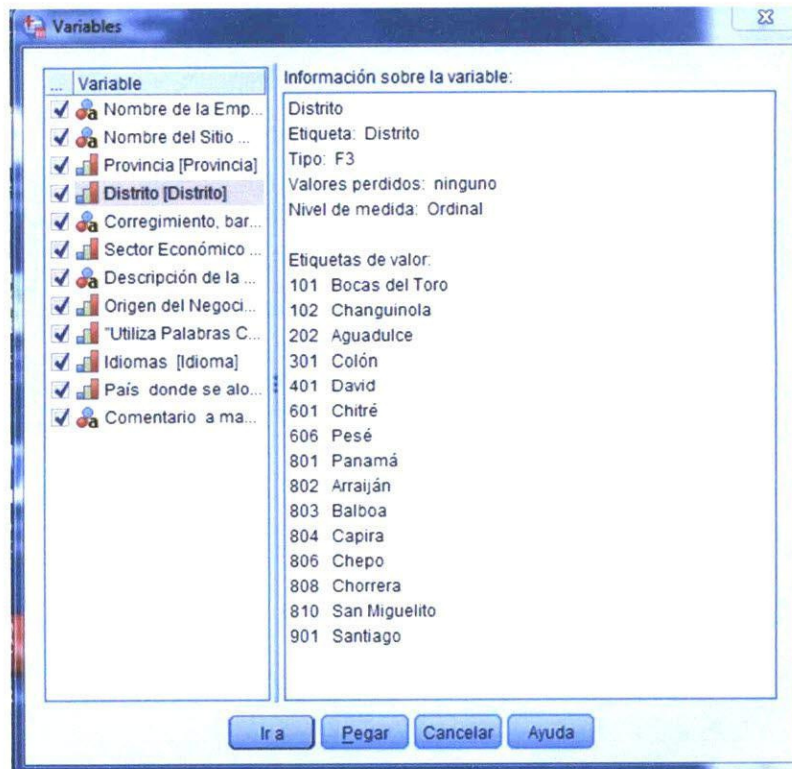 Variables
... Variable
Nombre de la Emp...
Nombre del Sitio ...
Provincia [Provincia]
Distrito [Distrito]
Corregimiento, bar...
Sector Económico ...
Descripción de la ...
Origen del Negoci...
"Utiliza Palabras C...
Idiomas [Idioma]
País donde se alo...
Comentario a ma...
Información sobre la variable:
Distrito
Etiqueta: Distrito
Tipo: F3
Valores perdidos: ninguno
Nivel de medida: Ordinal
Etiquetas de valor:
101 Bocas del Toro
102 Changuinola
202 Aguadulce
301 Colón
401 David
601 Chitré
606 Pesé
801 Panamá
802 Arraiján
803 Balboa
804 Capira
806 Chepo
808 Chorrera
810 San Miguelito
901 Santiago
Ir a Pegar Cancelar Ayuda